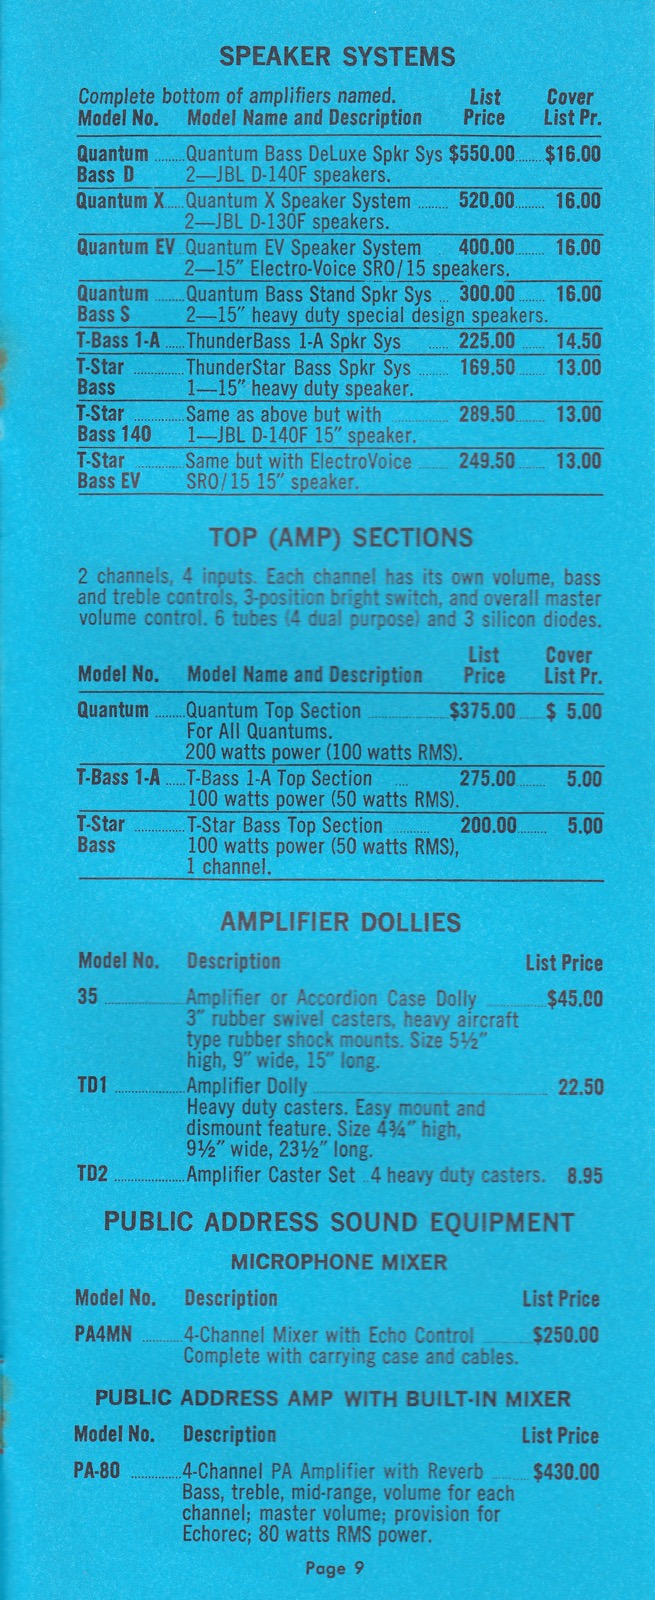 SPEAKER SYSTEMS
Complete bottom of amplifiers named. List Cover
Model No. Model Name and Description Price List Pr.
Quantum ........Quantum Bass DeLuxe Spkr Sys $550.00........$16.00
Bass D 2—JBL D-140F speakers.
Quantum X.....Quantum X Speaker System ........ 520.00........ 16.00
2—JBL D-130F speakers.
Quantum EV Quantum EV Speaker System 400.00........ 16.00
2—15″ Electro-Voice SRO/15 speakers.
Quantum ........Quantum Bass Stand Spkr Sys ... 300.00........ 16.00
Bass S 2—15″ heavy duty special design speakers.
T-Bass 1-A .....ThunderBass 1-A Spkr Sys ..... 225.00 ...... 14.50
T-Star ..............ThunderStar Bass Spkr Sys ........ 169.50 ...... 13.00
Bass 1—15″ heavy duty speaker.
T-Star ..............Same as above but with .............. 289.50 ...... 13.00
Bass 140 1—JBL D-140F 15″ speaker.
T-Star ..............Same but with ElectroVoice ........ 249.50 ...... 13.00
Bass EV SRO/15 15″ speaker.
TOP (AMP) SECTIONS
2 channels, 4 inputs. Each channel has its own volume, bass
and treble controls, 3-position bright switch, and overall master
volume control. 6 tubes (4 dual purpose) and 3 silicon diodes.
List Cover
Model No. Model Name and Description Price List Pr.
Quantum ........Quantum Top Section .................... $375.00........ $ 5.00
For All Quantums.
200 watts power (100 watts RMS).
T-Bass 1-A .....T-Bass 1-A Top Section ..... 275.00........ 5.00
100 watts power (50 watts RMS).
T-Star ..............T-Star Bass Top Section ............ 200.00........ 5.00
Bass 100 watts power (50 watts RMS),
1 channel.
AMPLIFIER DOLLIES
Model No. Description List Price
35 ......................Amplifier or Accordion Case Dolly ..............$45.00
3″ rubber swivel casters, heavy aircraft
type rubber shock mounts. Size 5½″
high, 9″ wide, 15″ long.
TD1 ...................Amplifier Dolly .................................................. 22.50
Heavy duty casters. Easy mount and
dismount feature. Size 4¾″ high,
9½″ wide, 23½″ long.
TD2 ...................Amplifier Caster Set ..4 heavy duty casters. 8.95
PUBLIC ADDRESS SOUND EQUIPMENT
MICROPHONE MIXER
Model No. Description List Price
PA4MN ...........4-Channel Mixer with Echo Control ............$250.00
Complete with carrying case and cables.
PUBLIC ADDRESS AMP WITH BUILT-IN MIXER
Model No. Description List Price
PA-80 ..............4-Channel PA Amplifier with Reverb ......... $430.00
Bass, treble, mid-range, volume for each
channel; master volume; provision for
Echorec; 80 watts RMS power.
Page 9